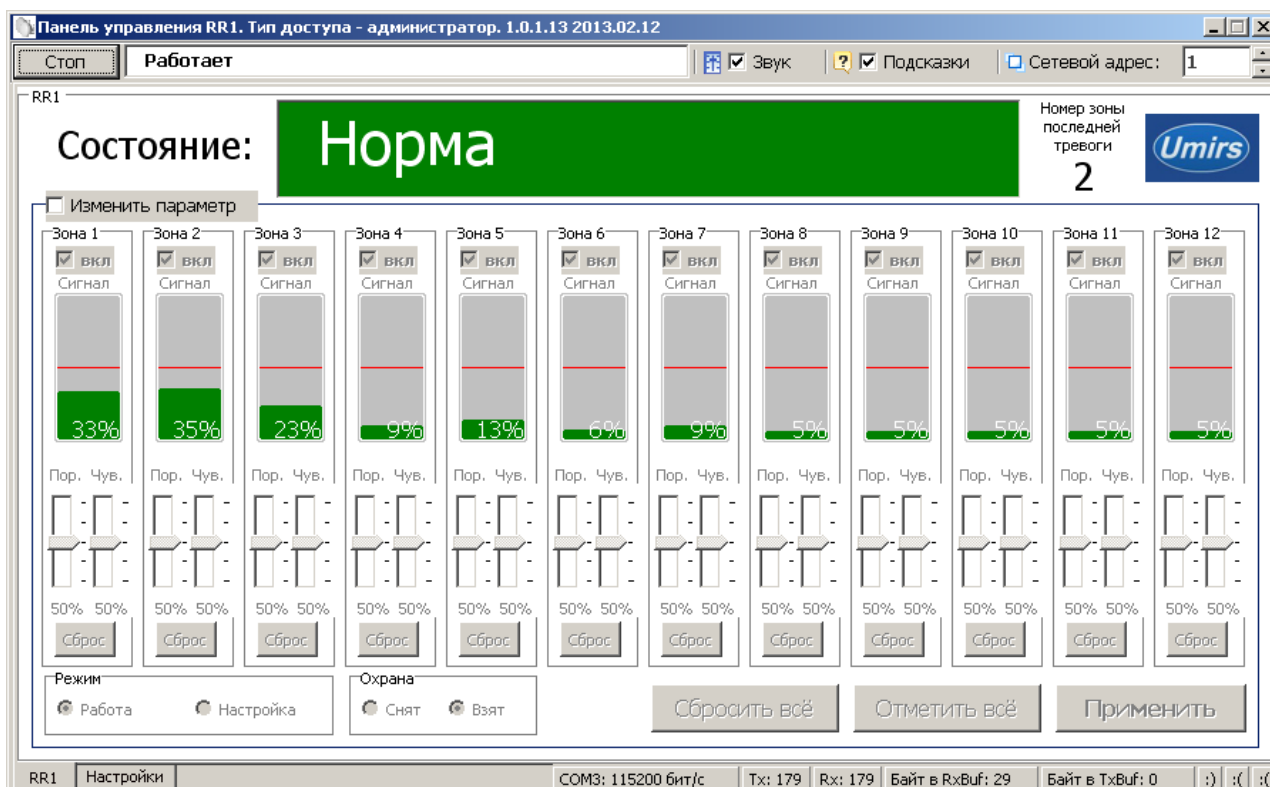 Панель управления RR1. Тип доступа - администратор. 1.0.1.13 2013.02.12
Стоп Работает Звук Подсказки Сетевой адрес: 1
RR1
Состояние: Норма
Номер зоны
последней
тревоги
2
Umirs
Изменить параметр
Зона 1 Зона 2 Зона 3 Зона 4 Зона 5 Зона 6 Зона 7 Зона 8 Зона 9 Зона 10 Зона 11 Зона 12
вкл вкл вкл вкл вкл вкл вкл вкл вкл вкл вкл вкл
Сигнал Сигнал Сигнал Сигнал Сигнал Сигнал Сигнал Сигнал Сигнал Сигнал Сигнал Сигнал
33% 35% 23% 9% 13% 6% 9% 5% 5% 5% 5% 5%
Пор. Чув. Пор. Чув. Пор. Чув. Пор. Чув. Пор. Чув. Пор. Чув. Пор. Чув. Пор. Чув. Пор. Чув. Пор. Чув. Пор. Чув. Пор. Чув.
50% 50% 50% 50% 50% 50% 50% 50% 50% 50% 50% 50% 50% 50% 50% 50% 50% 50% 50% 50% 50% 50% 50% 50%
Сброс Сброс Сброс Сброс Сброс Сброс Сброс Сброс Сброс Сброс Сброс Сброс
Режим Охрана
Работа Настройка Снят Взят Сбросить всё Отметить всё Применить
RR1 Настройки COM3: 115200 бит/с Tx: 179 Rx: 179 Байт в RxBuf: 29 Байт в TxBuf: 0 :) :( :(